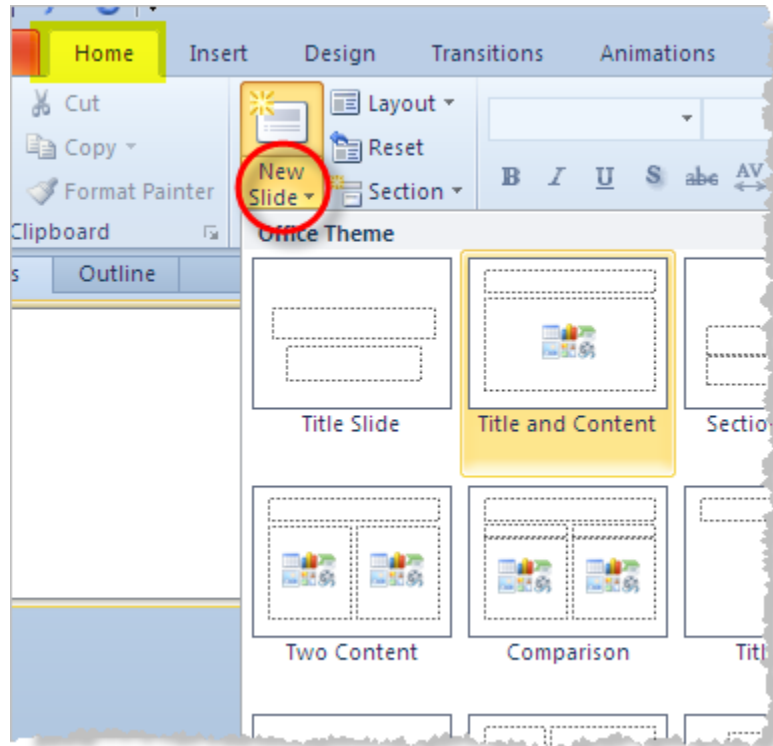 Home Insert Design Transitions Animations
Cut
Copy
Format Painter
Clipboard
New
Slide
Layout
Reset
Section
B I U S abc AV
Outline
Office Theme
Title Slide
Title and Content
Two Content
Comparison